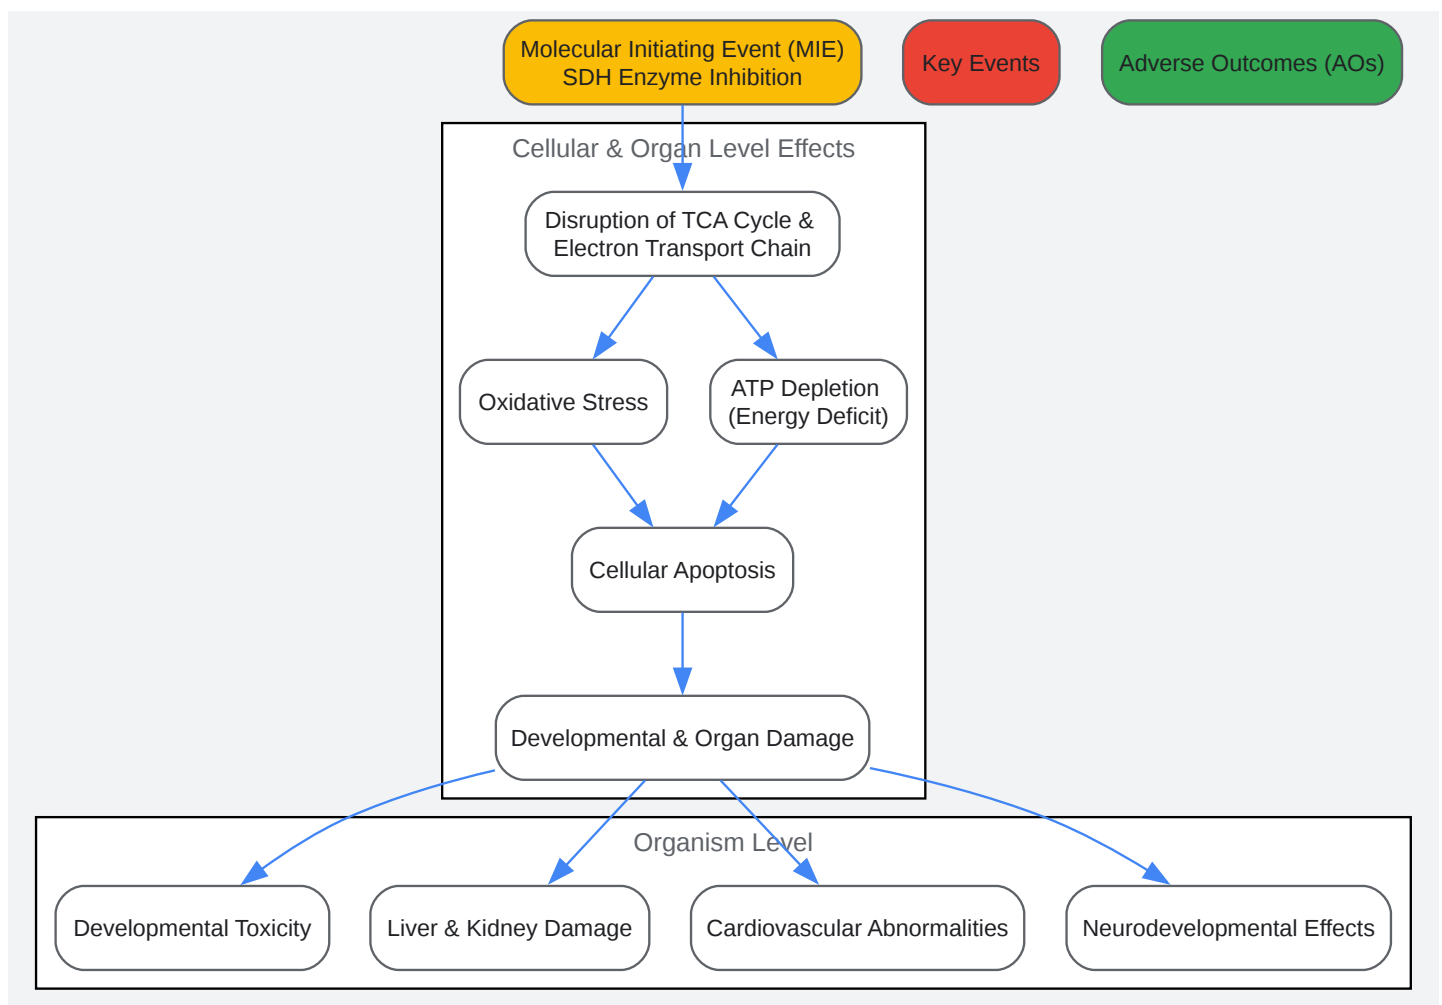 Molecular Initiating Event (MIE)
SDH Enzyme Inhibition
Key Events
Adverse Outcomes (AOs)
Cellular & Organ Level Effects
Disruption of TCA Cycle &
Electron Transport Chain
Oxidative Stress
ATP Depletion
(Energy Deficit)
Cellular Apoptosis
Developmental & Organ Damage
Organism Level
Developmental Toxicity
Liver & Kidney Damage
Cardiovascular Abnormalities
Neurodevelopmental Effects